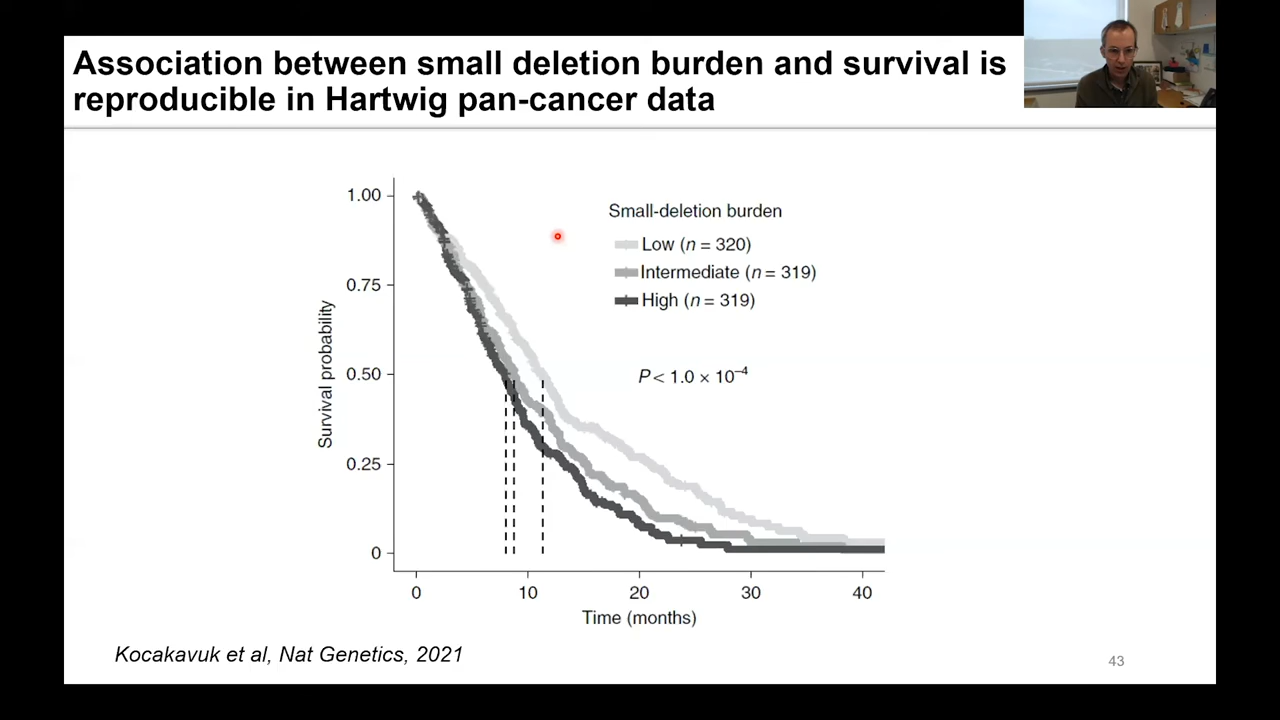 Association between small deletion burden and survival is
reproducible in Hartwig pan-cancer data
1.00
0.75
0.50
0.25
0
Survival probability
Small-deletion burden
Low (n = 320)
Intermediate (n = 319)
High (n = 319)
P < 1.0 × 10⁻⁴
0 10 20 30 40
Time (months)
Kocakavuk et al, Nat Genetics, 2021
43